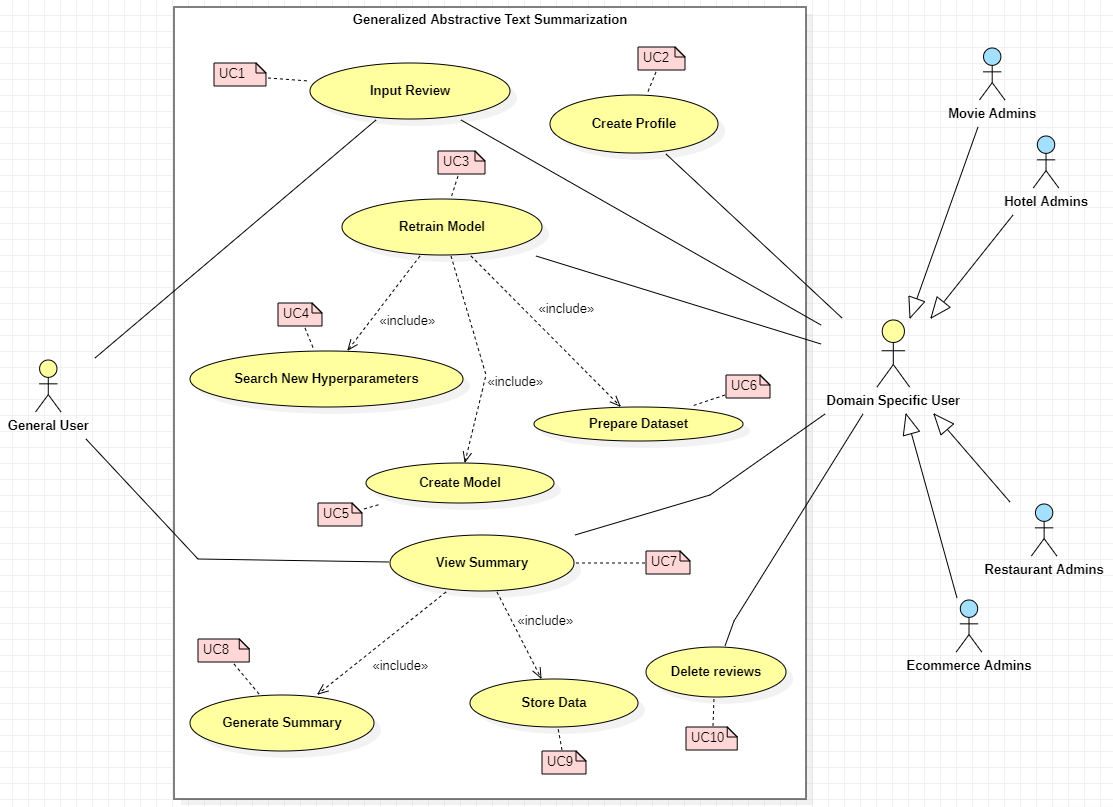 Generalized Abstractive Text Summarization
UC1
UC2
Input Review
Create Profile
Movie Admins
UC3
Hotel Admins
Retrain Model
UC4
«include»
«include»
Search New Hyperparameters
«include»
UC6
Domain Specific User
General User
Prepare Dataset
Create Model
UC5
View Summary
UC7
Restaurant Admins
«include»
UC8
«include»
Delete reviews
Ecommerce Admins
Generate Summary
Store Data
UC10
UC9